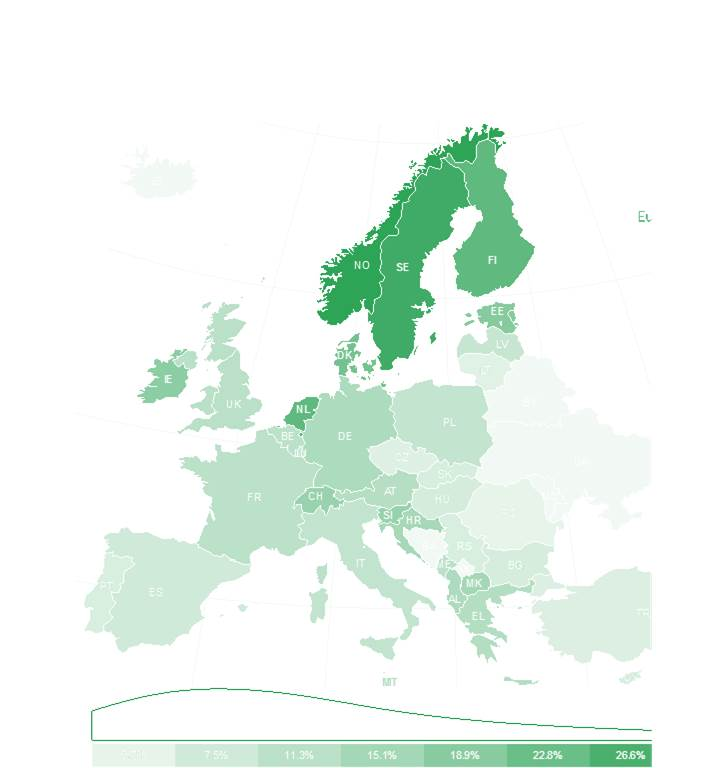 Eu
NO
SE
FI
EE
LV
LT
DK
IE
UK
NL
BE
DE
PL
CZ
SK
FR
CH
AT
HU
SI
HR
IT
RS
BG
ME
MK
AL
EL
PT
ES
TR
MT
7.5% 11.3% 15.1% 18.9% 22.8% 26.6%